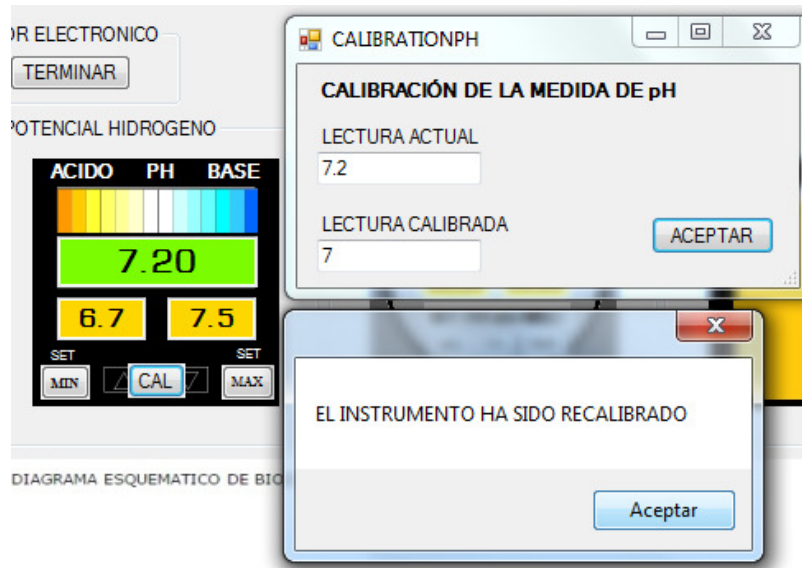 OR ELECTRONICO
TERMINAR
POTENCIAL HIDROGENO
ACIDO PH BASE
7.20
6.7 7.5
SET SET
MIN CAL MAX
DIAGRAMA ESQUEMATICO DE BIO
CALIBRATIONPH
CALIBRACIÓN DE LA MEDIDA DE pH
LECTURA ACTUAL
7.2
LECTURA CALIBRADA
7
ACEPTAR
EL INSTRUMENTO HA SIDO RECALIBRADO
Aceptar